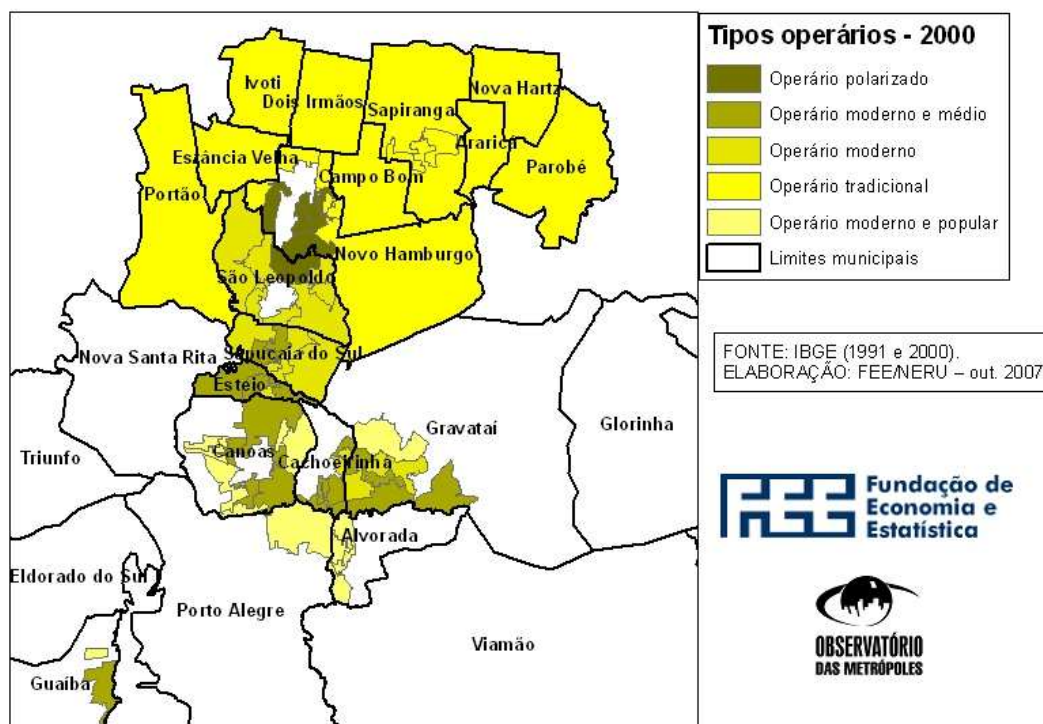 Tipos operários - 2000
Operário polarizado
Operário moderno e médio
Operário moderno
Operário tradicional
Operário moderno e popular
Limites municipais
Ivoti
Dois Irmãos
Sapiranga
Nova Hartz
Araricá
Parobé
Estância Velha
Campo Bom
Portão
Novo Hamburgo
São Leopoldo
Nova Santa Rita
Sapucaia do Sul
Esteio
Triunfo
Canoas
Cachoeirinha
Gravataí
Glorinha
Alvorada
Eldorado do Sul
Porto Alegre
Viamão
Guaíba
FONTE: IBGE (1991 e 2000).
ELABORAÇÃO: FEE/NERU – out. 2007
FEE
Fundação de
Economia e
Estatística
OBSERVATÓRIO
DAS METRÓPOLES